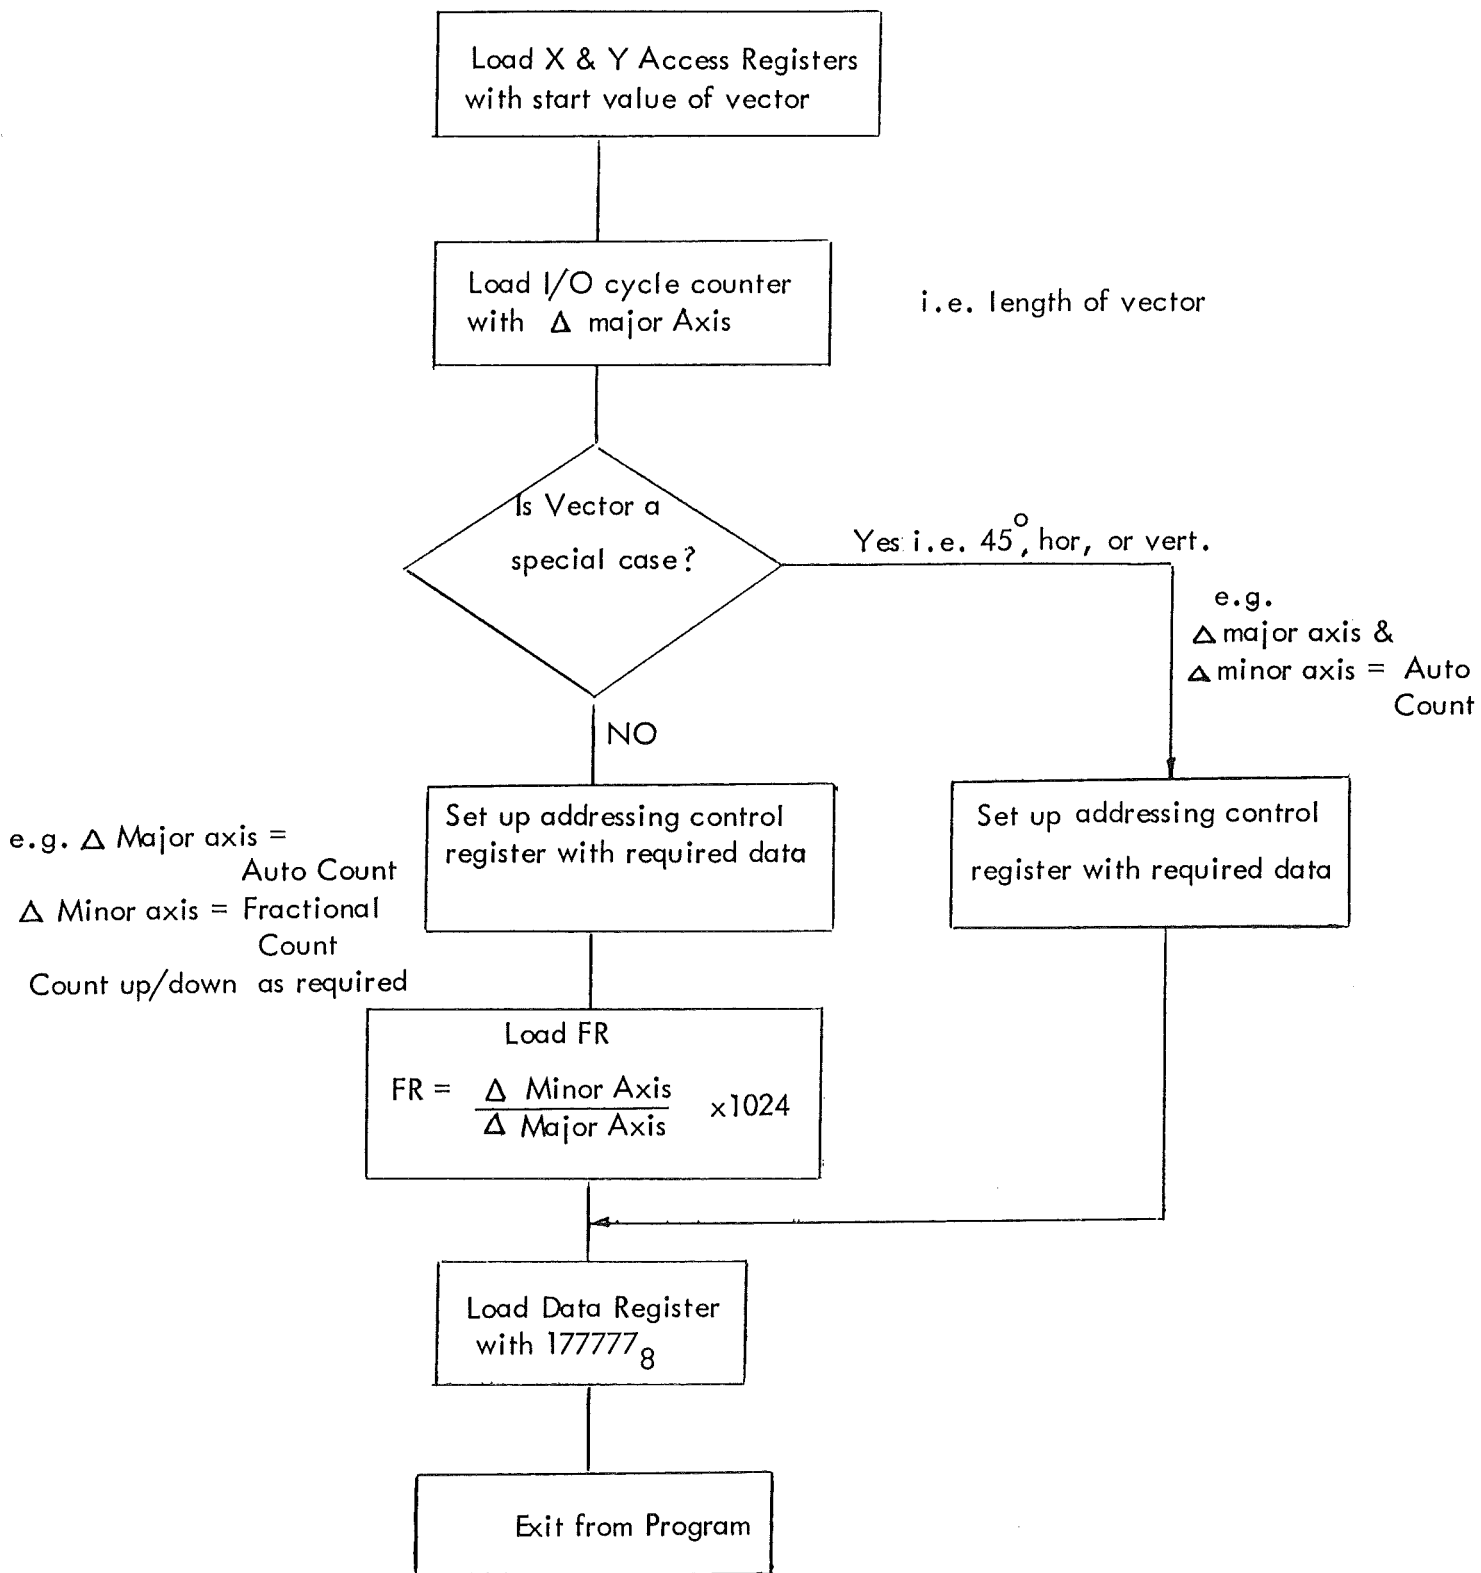 Load X & Y Access Registers
with start value of vector
Load I/O cycle counter
with Δ major Axis
i.e. length of vector
Is Vector a
special case?
Yes i.e. 45°, hor, or vert.
e.g.
Δ major axis &
Δ minor axis = Auto
Count
NO
e.g. Δ Major axis =
Auto Count
Δ Minor axis = Fractional
Count
Count up/down as required
Set up addressing control
register with required data
Set up addressing control
register with required data
Load FR
FR = Δ Minor Axis
Δ Major Axis x1024
Load Data Register
with 177777₈
Exit from Program